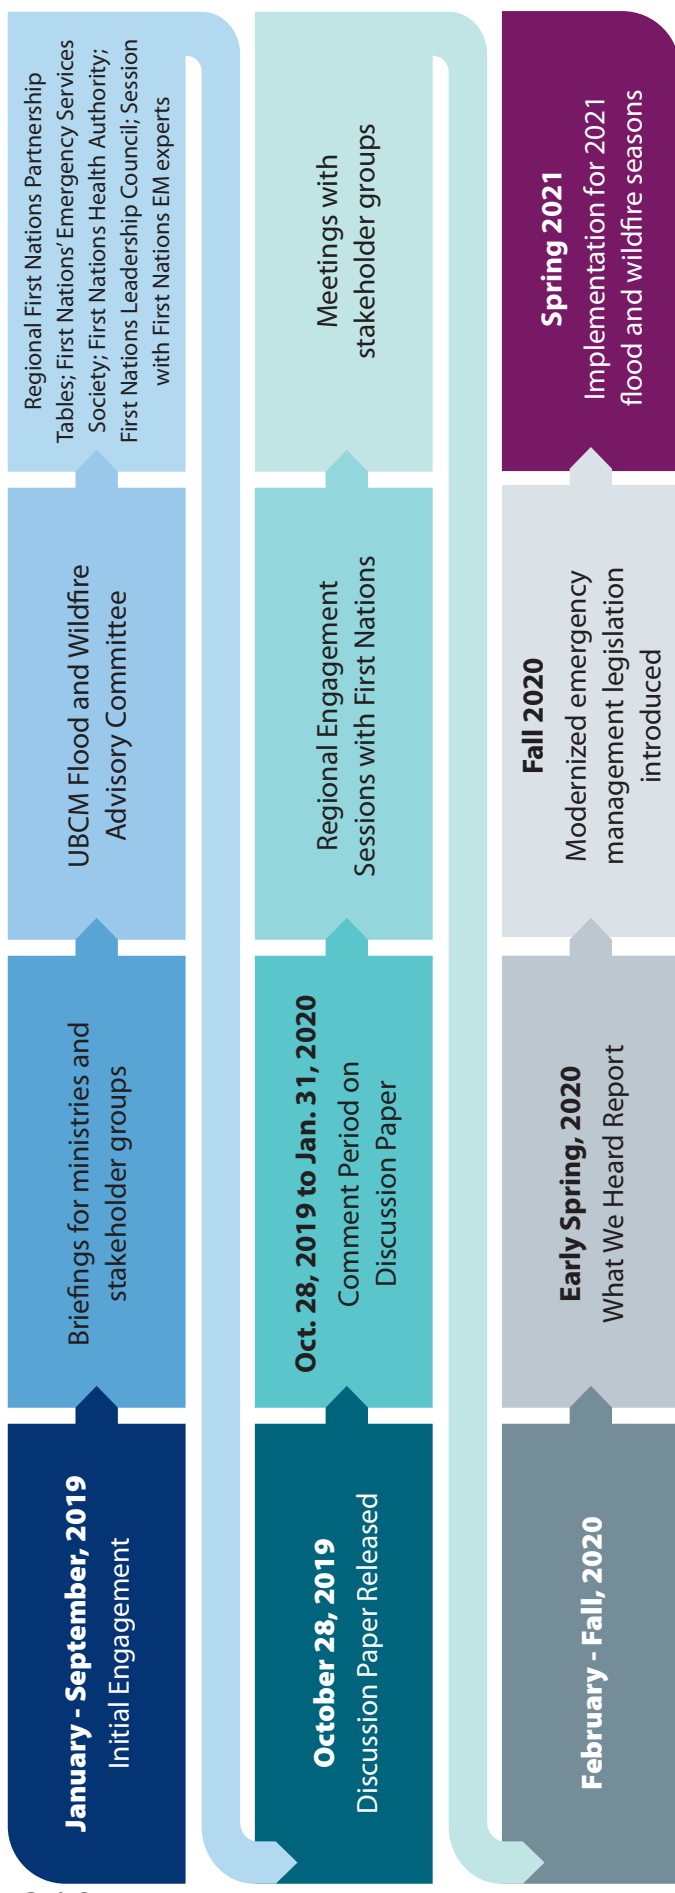 January - September, 2019
Initial Engagement
Briefings for ministries and
stakeholder groups
UBCM Flood and Wildfire
Advisory Committee
Regional First Nations Partnership
Tables; First Nations’ Emergency Services
Society; First Nations Health Authority;
First Nations Leadership Council; Session
with First Nations EM experts
October 28, 2019
Discussion Paper Released
Oct. 28, 2019 to Jan. 31, 2020
Comment Period on
Discussion Paper
Regional Engagement
Sessions with First Nations
Meetings with
stakeholder groups
February - Fall, 2020
Early Spring, 2020
What We Heard Report
Fall 2020
Modernized emergency
management legislation
introduced
Spring 2021
Implementation for 2021
flood and wildfire seasons